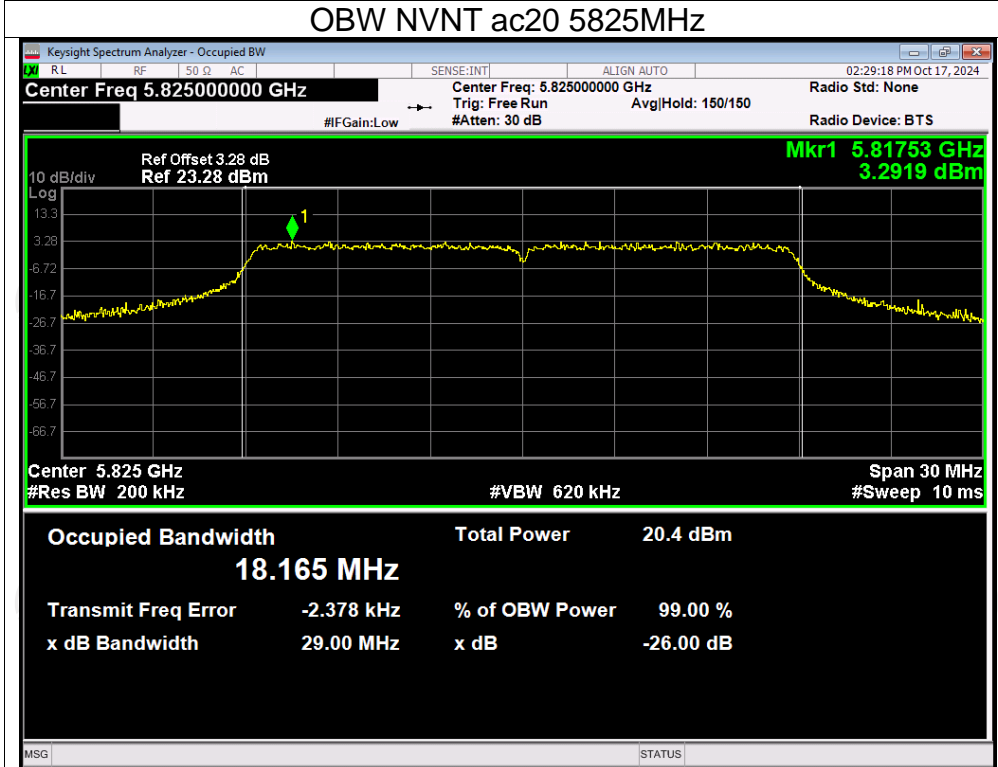 OBW NVNT ac20 5825MHz
Keysight Spectrum Analyzer - Occupied BW
LXI RL RF 50 Ω AC SENSE:INT ALIGN AUTO 02:29:18 PM Oct 17, 2024
Center Freq 5.825000000 GHz Center Freq: 5.825000000 GHz Radio Std: None
Trig: Free Run Avg|Hold: 150/150
#IFGain:Low #Atten: 30 dB Radio Device: BTS
Mkr1 5.81753 GHz
3.2919 dBm
Ref Offset 3.28 dB
10 dB/div Ref 23.28 dBm
Log
13.3
1
3.28
-6.72
-16.7
-26.7
-36.7
-46.7
-56.7
-66.7
Center 5.825 GHz Span 30 MHz
#Res BW 200 kHz #VBW 620 kHz #Sweep 10 ms
Occupied Bandwidth Total Power 20.4 dBm
18.165 MHz
Transmit Freq Error -2.378 kHz % of OBW Power 99.00 %
x dB Bandwidth 29.00 MHz x dB -26.00 dB
MSG STATUS